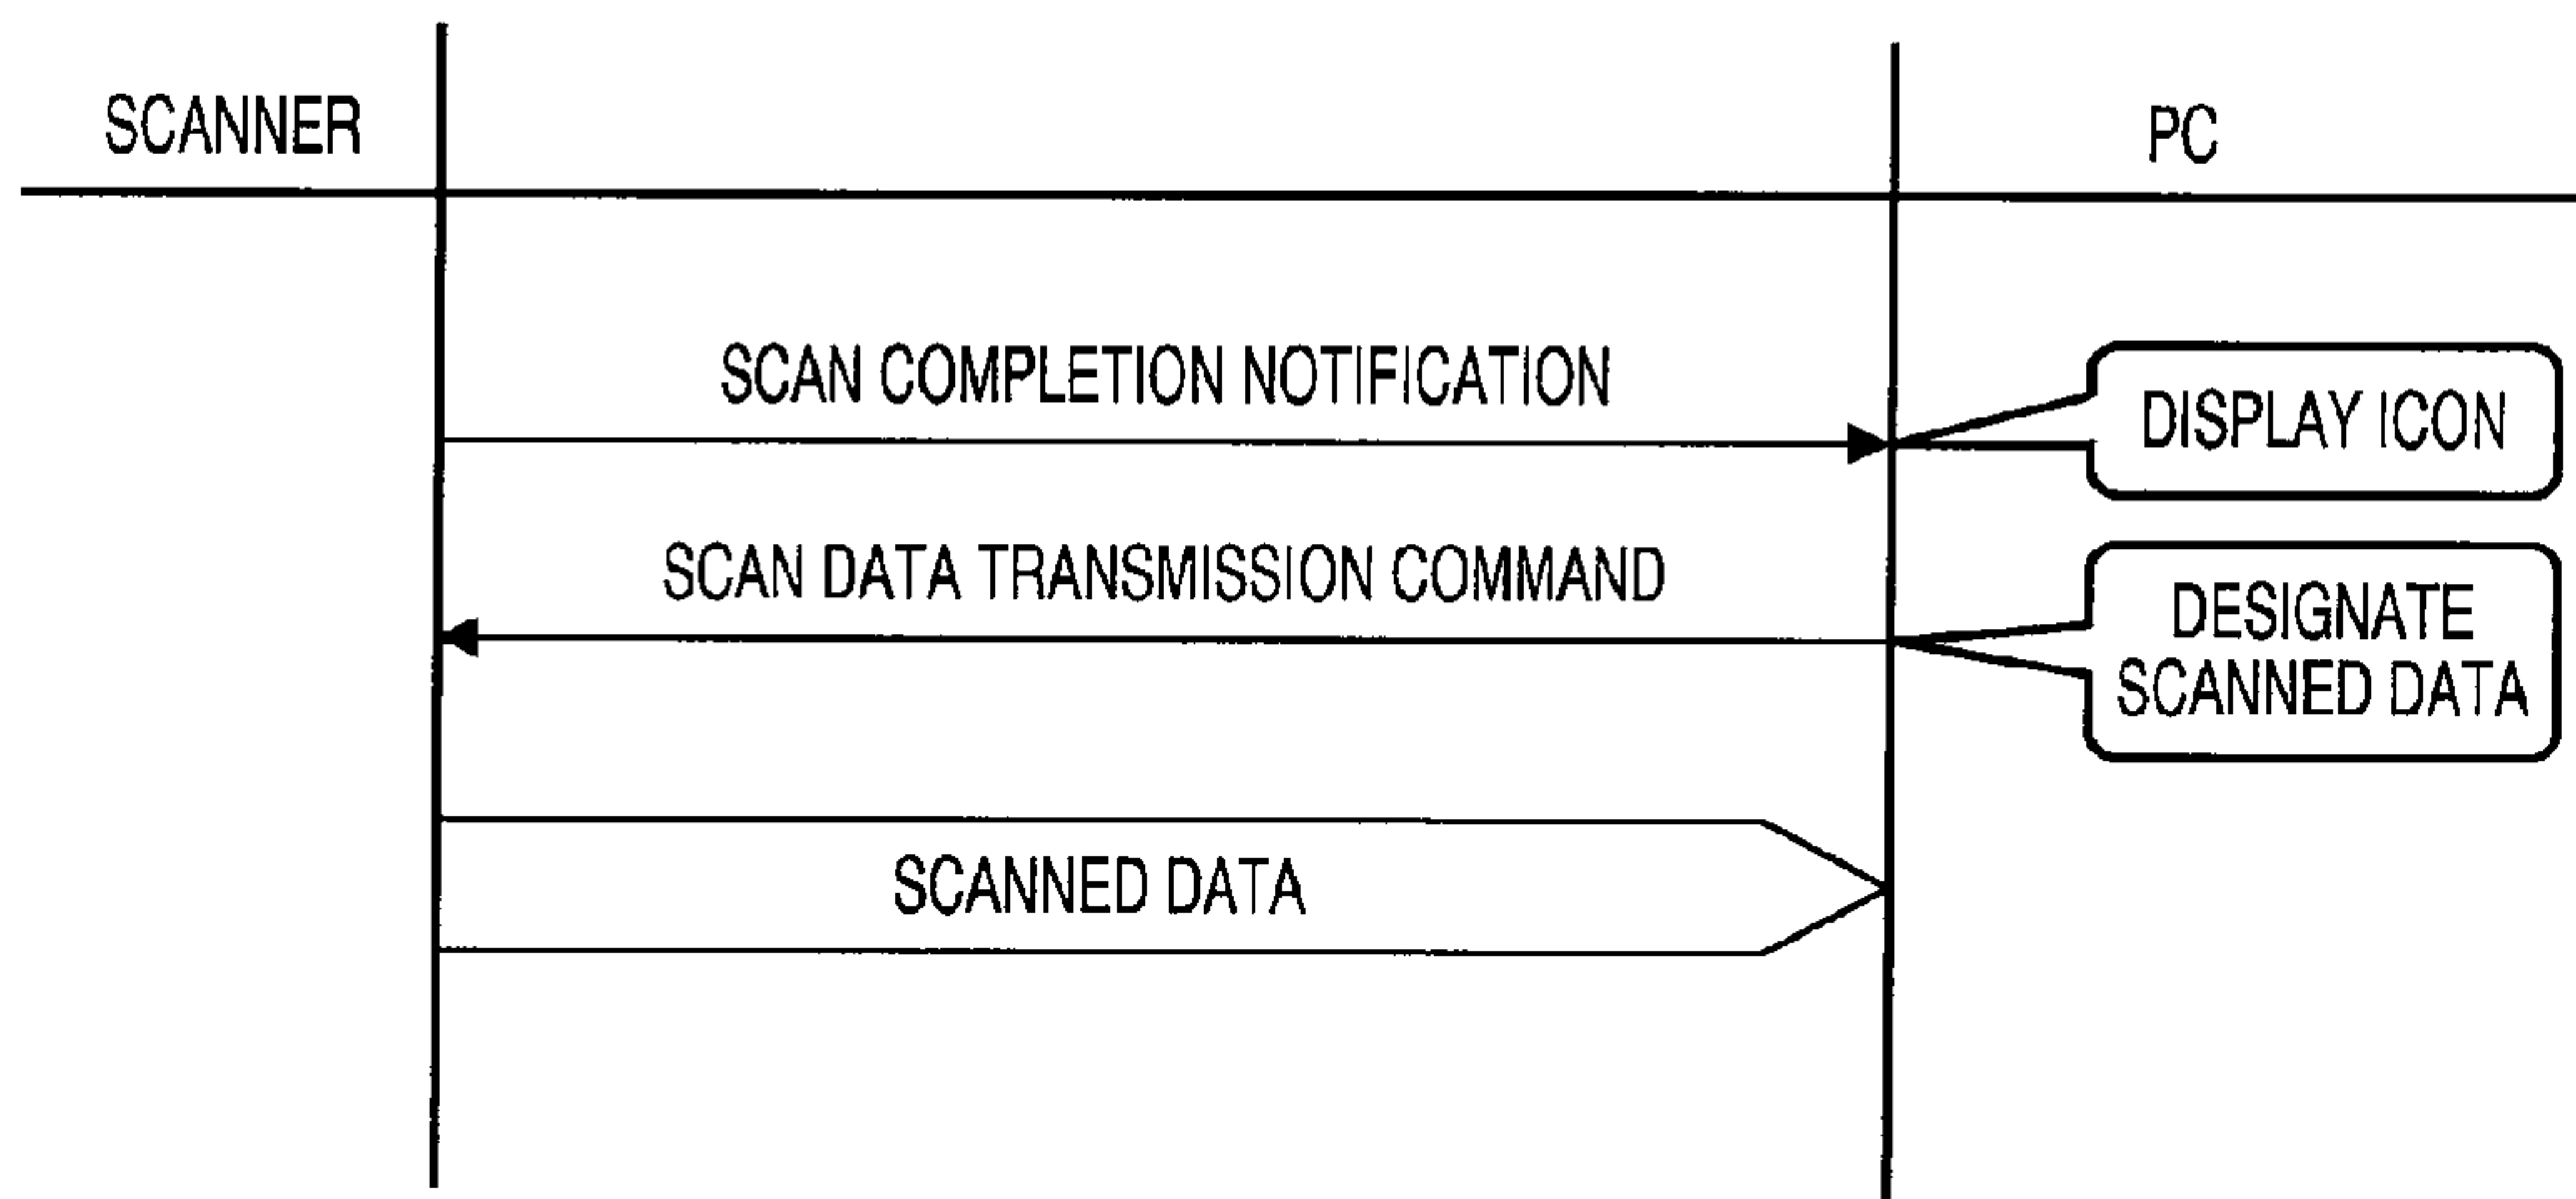 SCANNER
PC
SCAN COMPLETION NOTIFICATION
DISPLAY ICON
SCAN DATA TRANSMISSION COMMAND
DESIGNATE
SCANNED DATA
SCANNED DATA